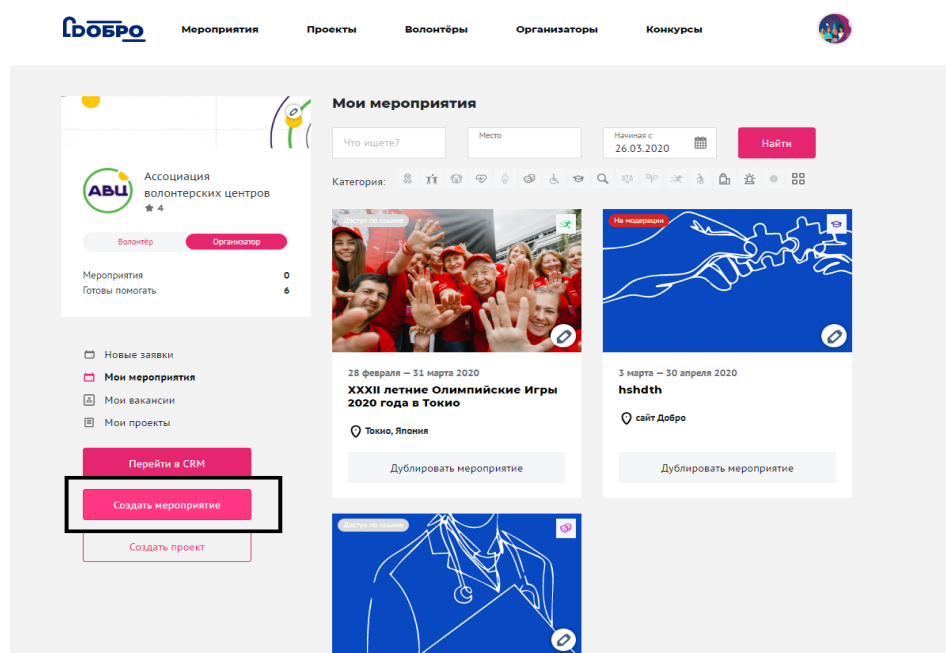 ДОБРО
Мероприятия Проекты Волонтёры Организаторы Конкурсы
Мои мероприятия
Что ищете?
Место
Начиная с
26.03.2020
Найти
Категория:
АВЦ
Ассоциация
волонтерских центров
4
Волонтёр Организатор
Мероприятия 0
Готовы помогать 6
Новые заявки
Мои мероприятия
Мои вакансии
Мои проекты
Перейти в CRM
Создать мероприятие
Создать проект
Доступ по ссылке
28 февраля — 31 марта 2020
XXXII летние Олимпийские Игры
2020 года в Токио
Токио, Япония
Дублировать мероприятие
На модерации
3 марта — 30 апреля 2020
hshdth
сайт Добро
Дублировать мероприятие
Доступ по ссылке